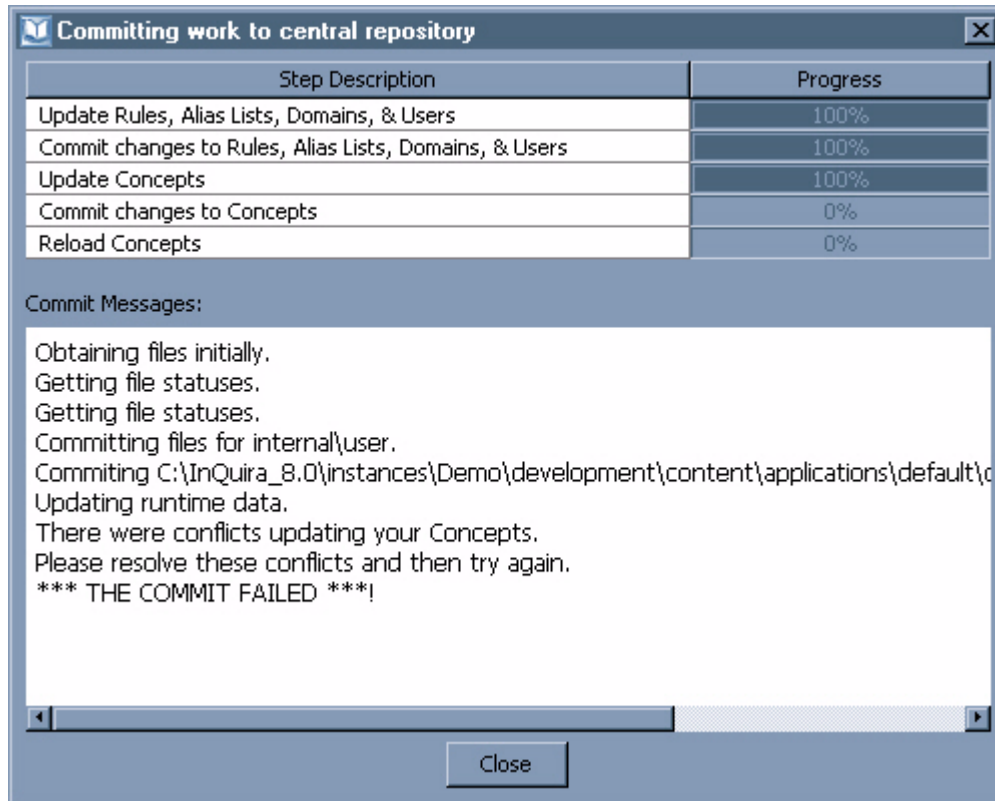 Committing work to central repository
Step Description Progress
Update Rules, Alias Lists, Domains, & Users 100%
Commit changes to Rules, Alias Lists, Domains, & Users 100%
Update Concepts 100%
Commit changes to Concepts 0%
Reload Concepts 0%
Commit Messages:
Obtaining files initially.
Getting file statuses.
Getting file statuses.
Committing files for internal\user.
Commiting C:\InQuira_8.0\instances\Demo\development\content\applications\default\
Updating runtime data.
There were conflicts updating your Concepts.
Please resolve these conflicts and then try again.
*** THE COMMIT FAILED ***!
Close